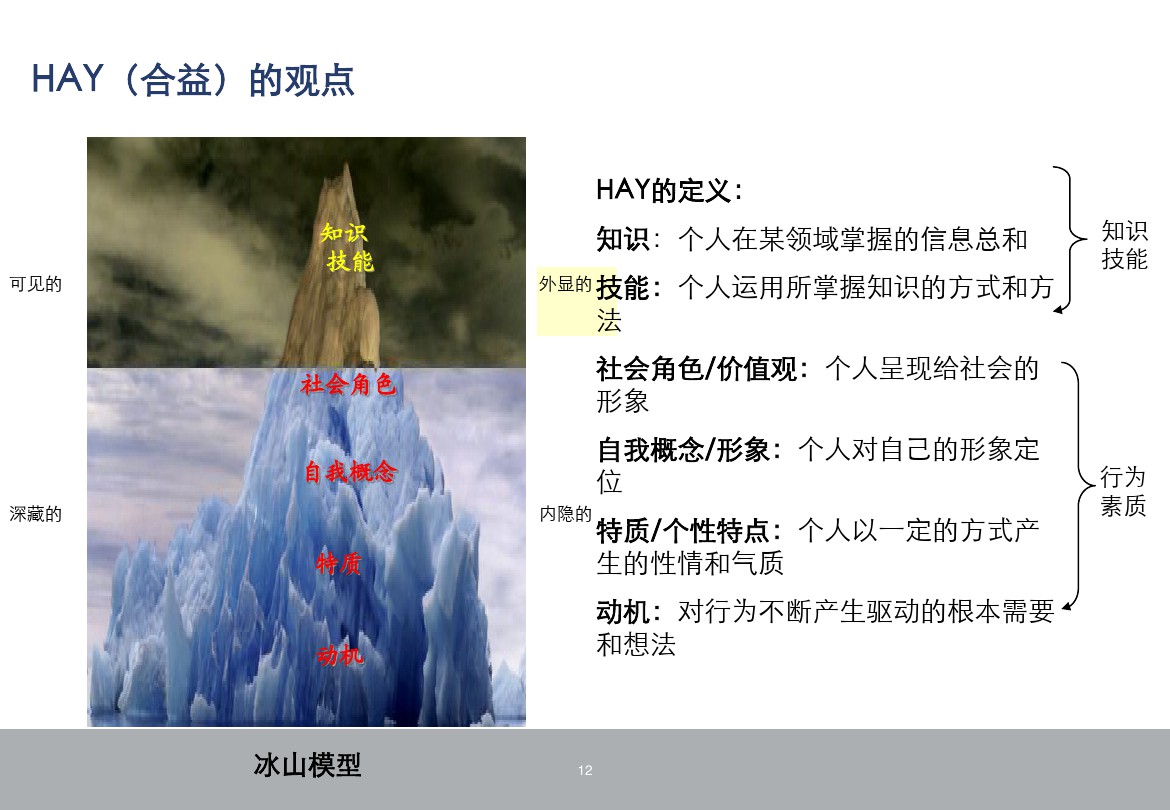 HAY（合益）的观点
可见的
深藏的
知识
技能
社会角色
自我概念
特质
动机
外显的
内隐的
HAY的定义：
知识：个人在某领域掌握的信息总和
技能：个人运用所掌握知识的方式和方
法
社会角色/价值观：个人呈现给社会的
形象
自我概念/形象：个人对自己的形象定
位
特质/个性特点：个人以一定的方式产
生的性情和气质
动机：对行为不断产生驱动的根本需要
和想法
知识
技能
行为
素质
冰山模型
12